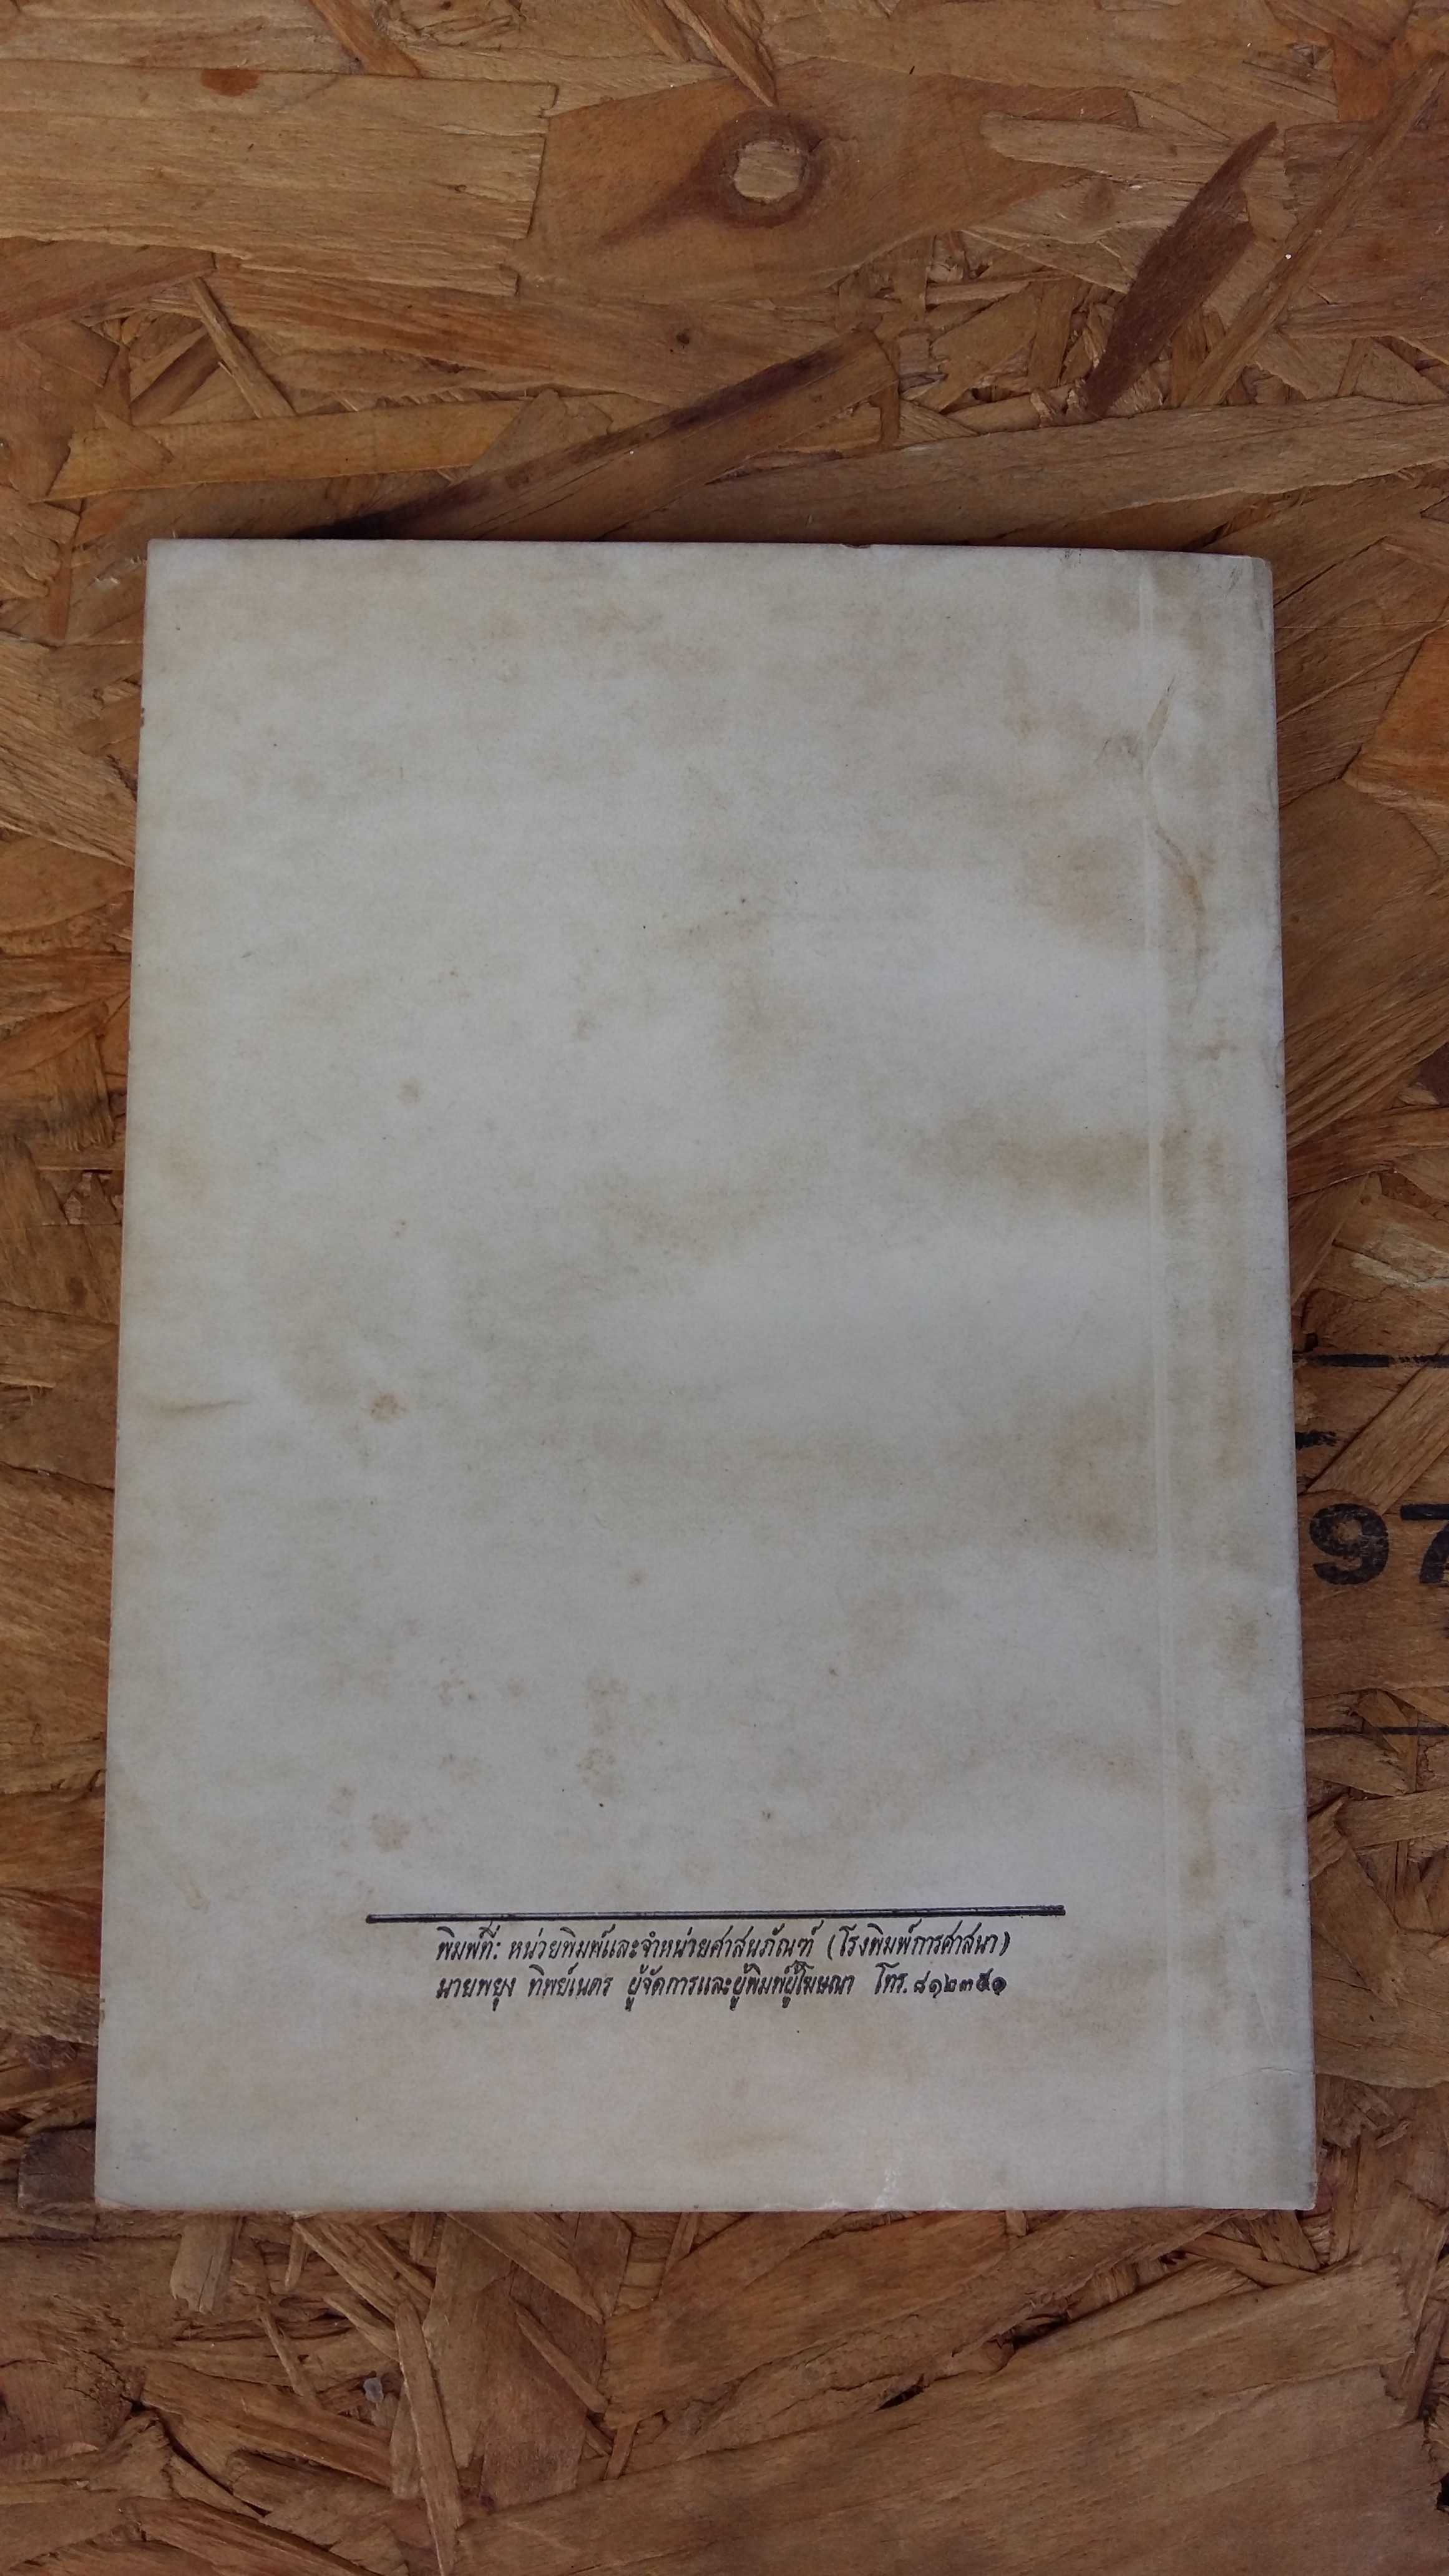 พิมพ์ที่: หน่วยพิมพ์และจำหน่ายศาสนภัณฑ์ (โรงพิมพ์การศาสนา)
นายพยุง ทิพย์เนตร ผู้จัดการและผู้พิมพ์ผู้โฆษณา โทร. ๘๑๒๓๕๑
97